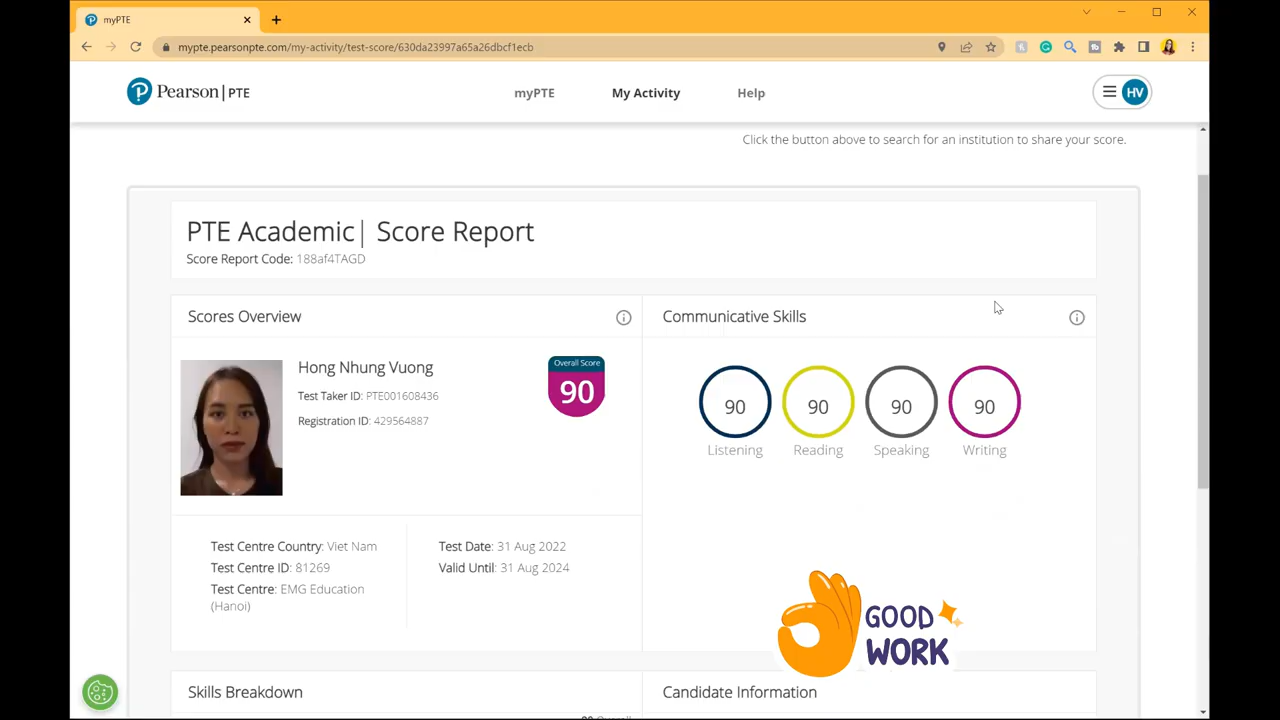 myPTE
mypte.pearsonpte.com/my-activity/test-score/630da23997a65a26dbcf1ecb
Pearson | PTE
myPTE
My Activity
Help
HV
Click the button above to search for an institution to share your score.
PTE Academic| Score Report
Score Report Code: 188af4TAGD
Scores Overview
Communicative Skills
Hong Nhung Vuong
Test Taker ID: PTE001608436
Registration ID: 429564887
Overall Score
90
90
90
90
90
Listening
Reading
Speaking
Writing
Test Centre Country: Viet Nam
Test Centre ID: 81269
Test Centre: EMG Education
(Hanoi)
Test Date: 31 Aug 2022
Valid Until: 31 Aug 2024
GOOD
WORK
Skills Breakdown
Candidate Information